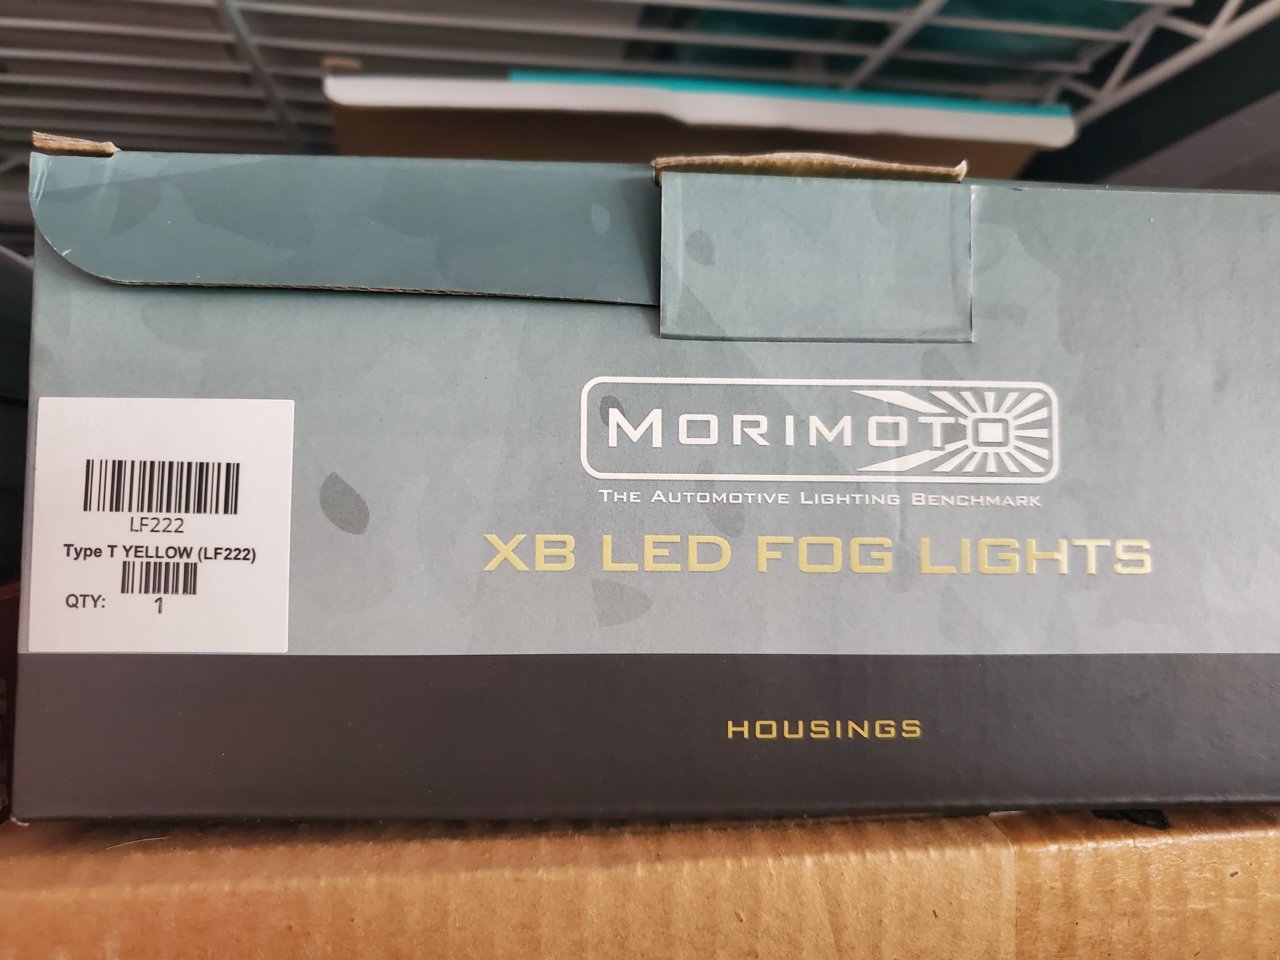 MORIMOTO
THE AUTOMOTIVE LIGHTING BENCHMARK
XB LED FOG LIGHTS
LF222
Type T YELLOW (LF222)
QTY: 1
HOUSINGS